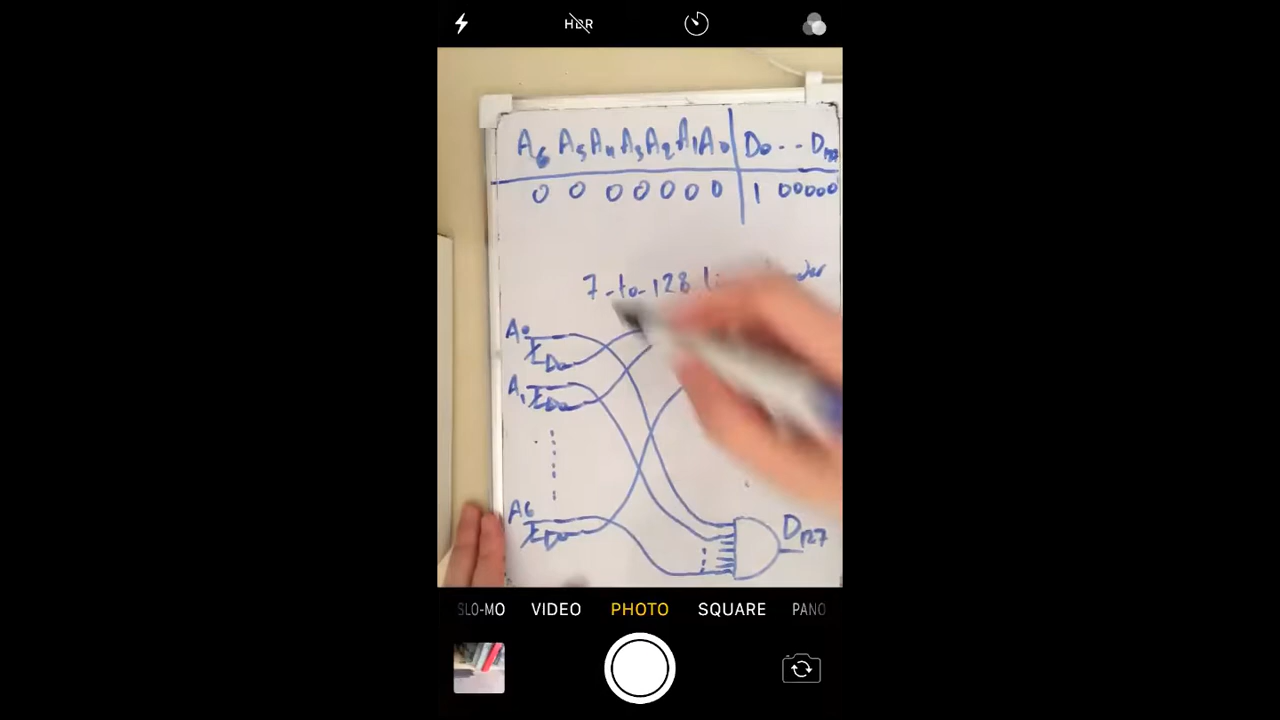 HDR
A6 A5 A4 A3 A2 A1 A0 D0 - - D127
0 0 0 0 0 0 0 1 00000
7-to-128
A0
A1
A6
D127
SLO-MO VIDEO PHOTO SQUARE PANO